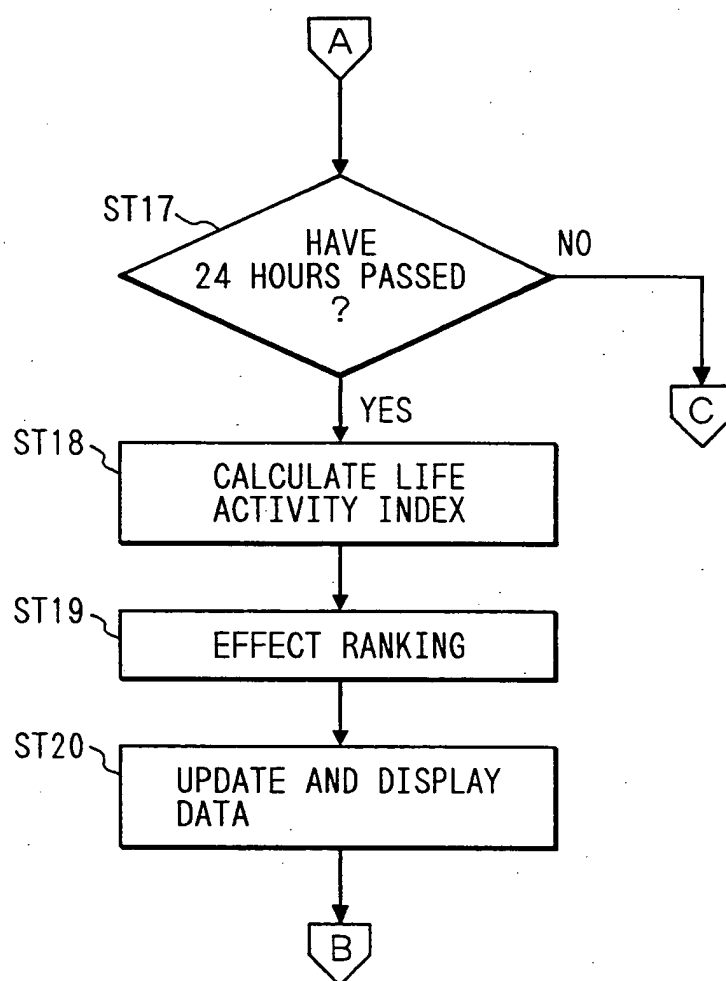 A
ST17
HAVE
24 HOURS PASSED
?
NO
C
YES
ST18
CALCULATE LIFE
ACTIVITY INDEX
ST19
EFFECT RANKING
ST20
UPDATE AND DISPLAY
DATA
B